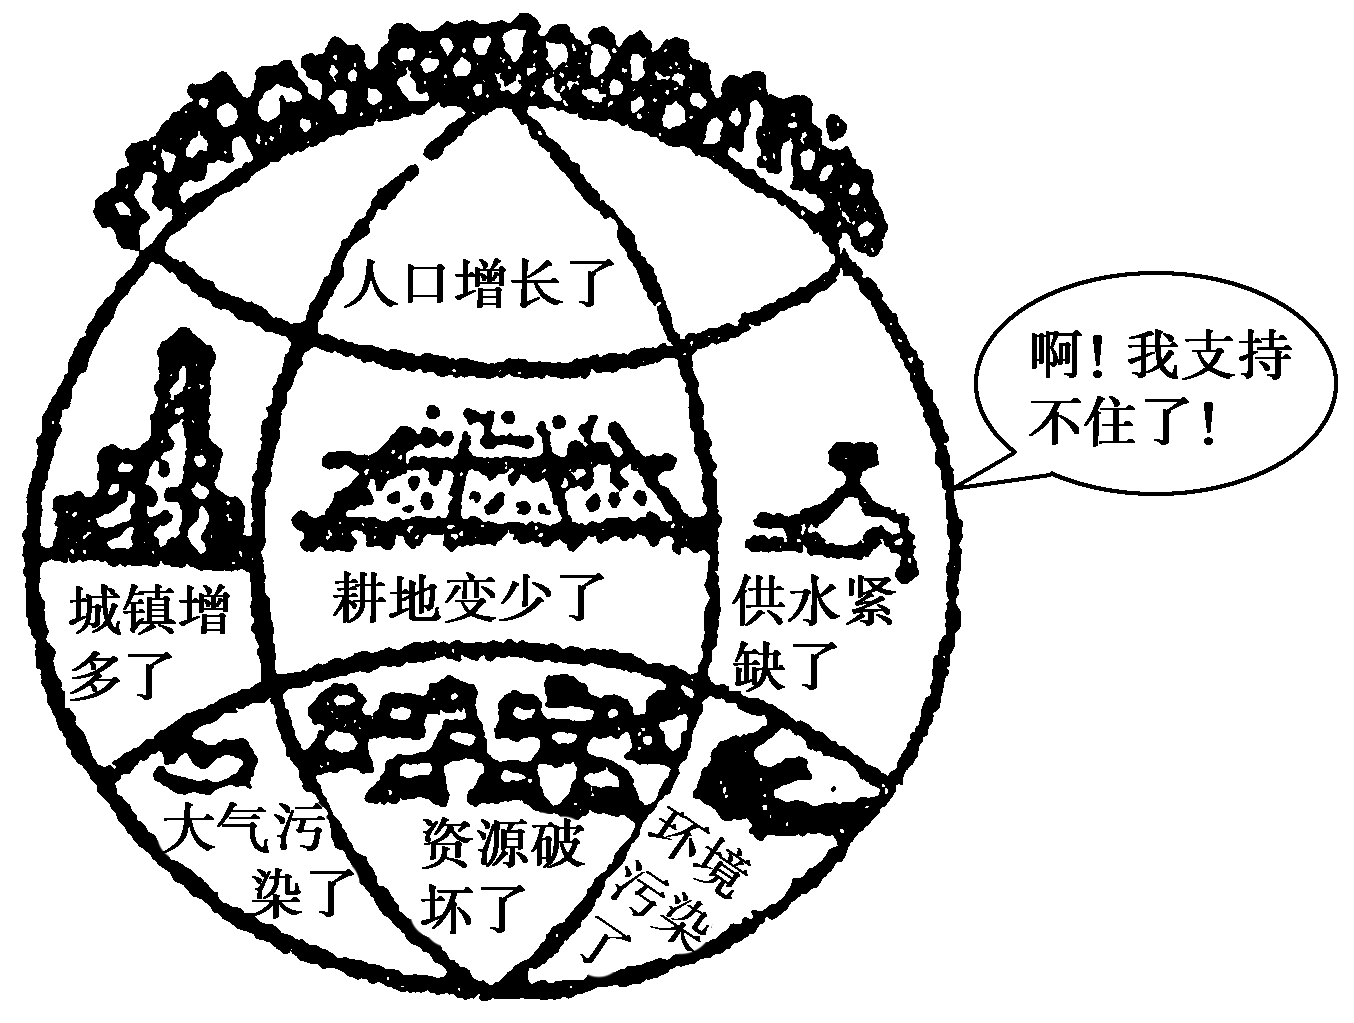 人口增长了
啊！我支持
不住了！
城镇增
多了
耕地变少了
供水紧
缺了
大气污
染了
资源破
坏了
环境
污染
了